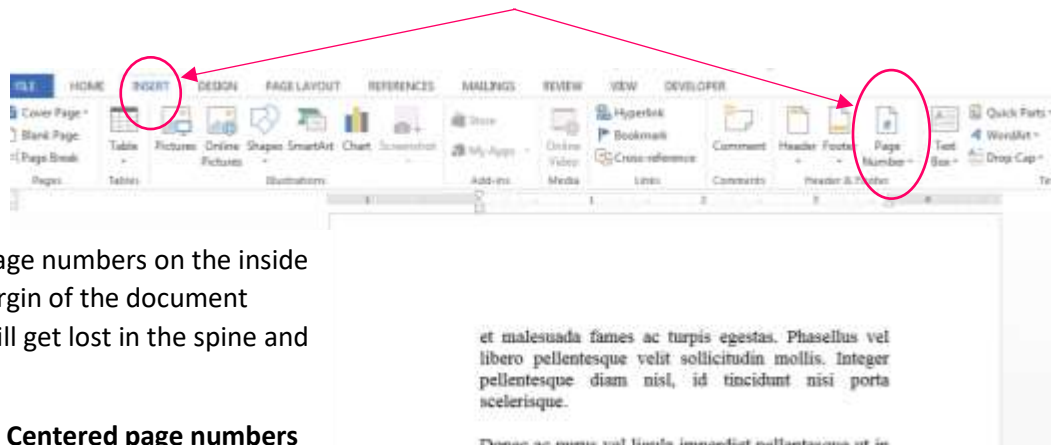 FILE HOME INSERT DESIGN PAGE LAYOUT REFERENCES MAILINGS REVIEW VIEW DEVELOPER
Cover Page
Blank Page
Page Break
Table
Pictures
Online Pictures
Shapes
SmartArt
Chart
Screenshot
Store
My Apps
Online Video
Hyperlink
Bookmark
Cross-reference
Comment
Header
Footer
Page Number
Text Box
Quick Parts
WordArt
Drop Cap
Pages Tables Illustrations Add-ins Media Links Comments Header & Footer
1 1 2 3 4
age numbers on the inside
rgin of the document
ill get lost in the spine and
Centered page numbers
et malesuada fames ac turpis egestas. Phasellus vel
libero pellentesque velit sollicitudin mollis. Integer
pellentesque diam nisl, id tincidunt nisi porta
scelerisque.